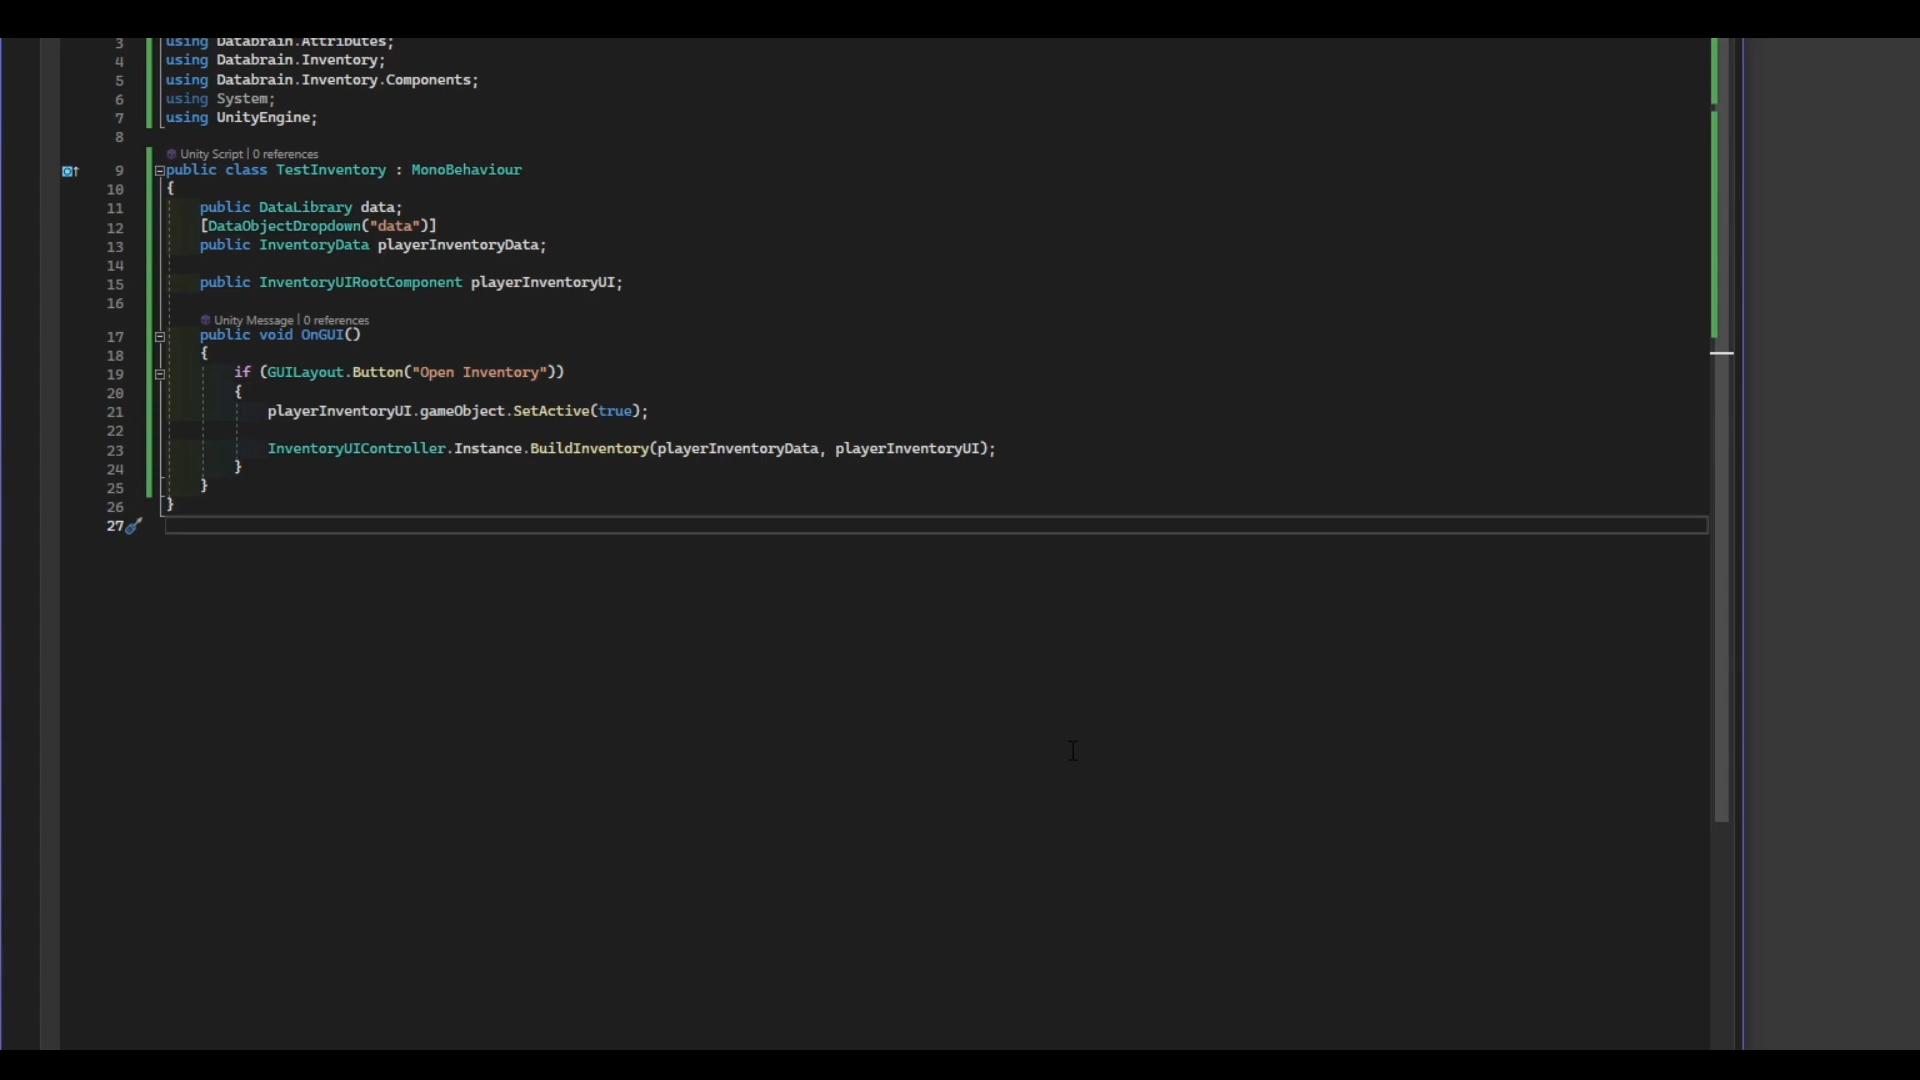 3 using Databrain.Attributes;
4 using Databrain.Inventory;
5 using Databrain.Inventory.Components;
6 using System;
7 using UnityEngine;
8
Unity Script | 0 references
9 public class TestInventory : MonoBehaviour
10 {
11 public DataLibrary data;
12 [DataObjectDropdown("data")]
13 public InventoryData playerInventoryData;
14
15 public InventoryUIRootComponent playerInventoryUI;
16
Unity Message | 0 references
17 public void OnGUI()
18 {
19 if (GUILayout.Button("Open Inventory"))
20 {
21 playerInventoryUI.gameObject.SetActive(true);
22
23 InventoryUIController.Instance.BuildInventory(playerInventoryData, playerInventoryUI);
24 }
25 }
26 }
27